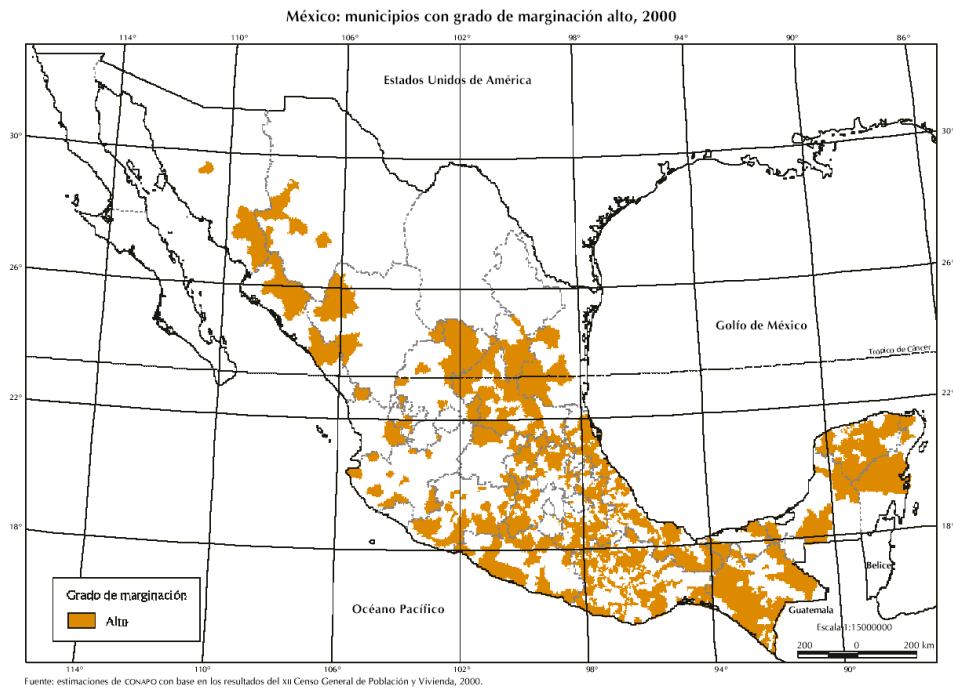 México: municipios con grado de marginación alto, 2000
114° 110° 106° 102° 98° 94° 90° 86°
Estados Unidos de América
30° 30°
26° 26°
Golfo de México
Trópico de Cáncer
22° 22°
18° 18°
Belice
Grado de marginación
Alto
Océano Pacífico
Guatemala
Escala 1:15000000
200 0 200 km
114° 110° 106° 102° 98° 94° 90°
Fuente: estimaciones de CONAPO con base en los resultados del XII Censo General de Población y Vivienda, 2000.